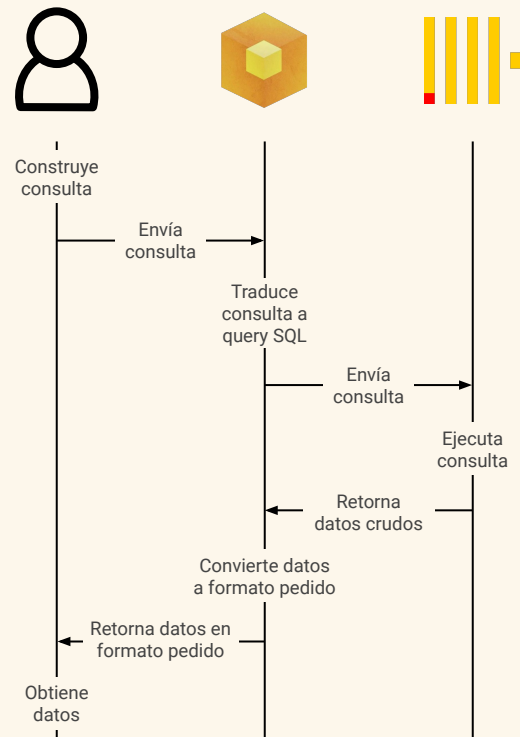 Construye
consulta
Envía
consulta
Traduce
consulta a
query SQL
Envía
consulta
Ejecuta
consulta
Retorna
datos crudos
Convierte datos
a formato pedido
Retorna datos en
formato pedido
Obtiene
datos